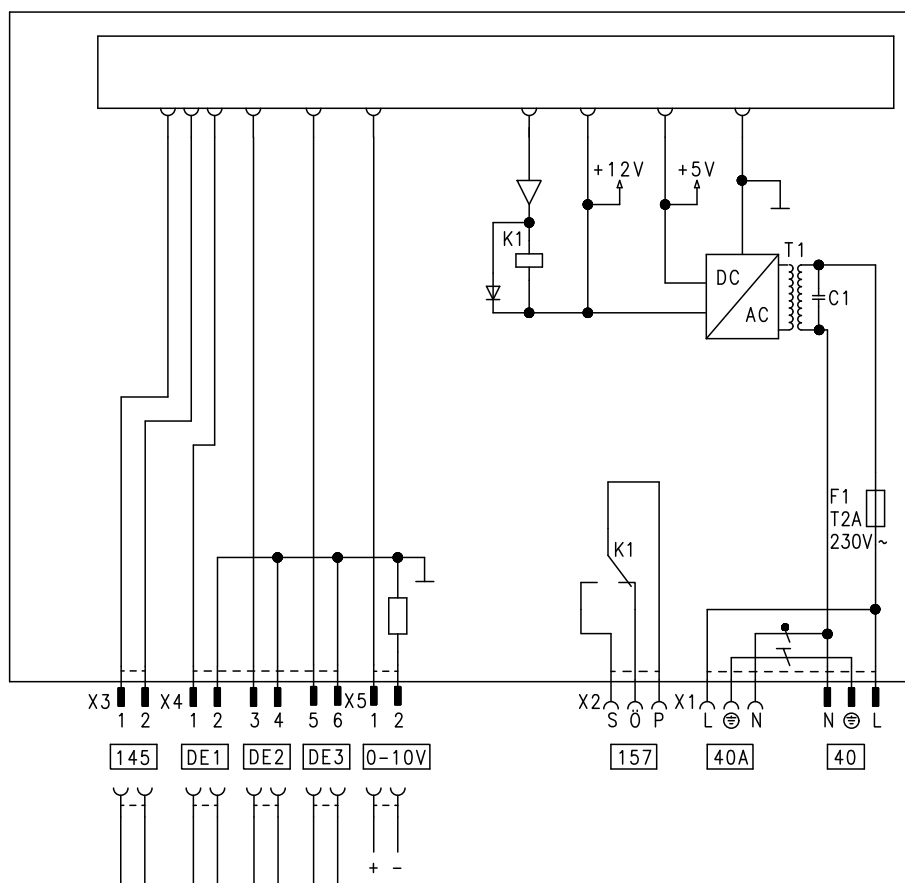 +12V +5V
K1 T1
DC
AC C1
F1
T2A
230V~
K1
X3 X4 X5 X2 X1
1 2 1 2 3 4 5 6 1 2 S Ö P L N N L
145 DE1 DE2 DE3 0-10V 157 40A 40
+ -